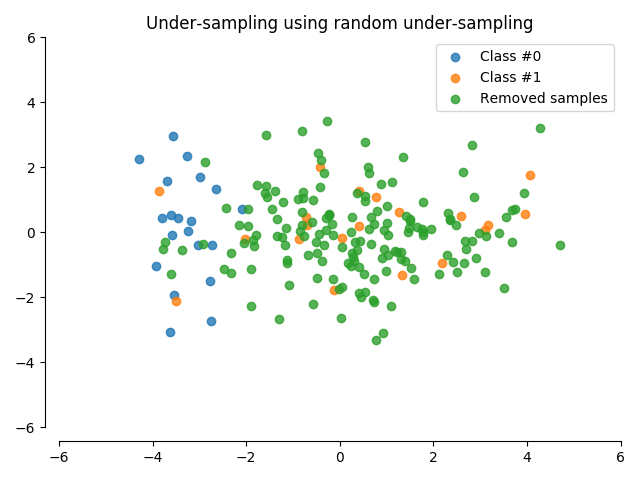 Under-sampling using random under-sampling
Class #0
Class #1
Removed samples
6
4
2
0
−2
−4
−6
−6 −4 −2 0 2 4 6